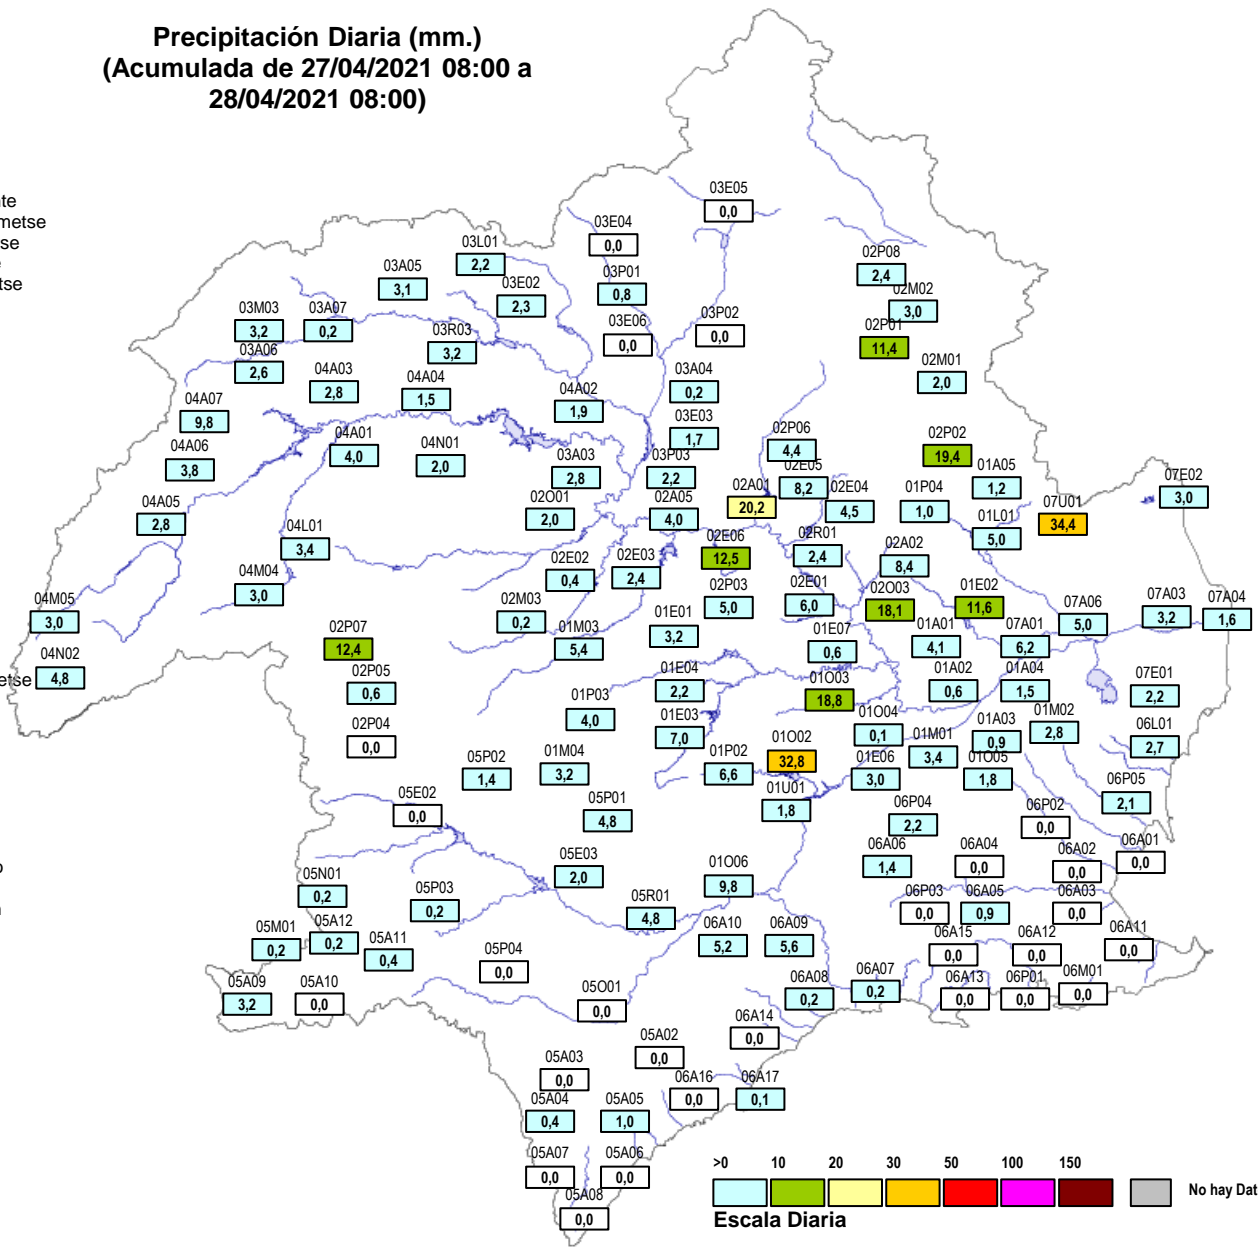 Precipitación Diaria (mm.)
(Acumulada de 27/04/2021 08:00 a
28/04/2021 08:00)
03E05
0,0
03E04
0,0
03L01
2,2
03A05
3,1
03E02
2,3
03P01
0,8
02P08
2,4
02M02
3,0
03M03
3,2
03A07
0,2
03R03
3,2
03E06
0,0
03P02
0,0
02P01
11,4
03A06
2,6
04A03
2,8
04A04
1,5
04A02
1,9
03A04
0,2
02M01
2,0
04A07
9,8
03E03
1,7
04A06
3,8
04A01
4,0
04N01
2,0
03A03
2,8
03P03
2,2
02P06
4,4
02P02
19,4
02E05
8,2
01A05
1,2
07E02
3,0
04A05
2,8
02O01
2,0
02A05
4,0
02A01
20,2
02E04
4,5
01P04
1,0
07U01
34,4
04L01
3,4
02E06
12,5
02R01
2,4
01L01
5,0
04M04
3,0
02E02
0,4
02E03
2,4
02A02
8,4
04M05
3,0
02M03
0,2
02P03
5,0
02E01
6,0
02O03
18,1
01E02
11,6
07A06
5,0
07A03
3,2
07A04
1,6
02P07
12,4
01M03
5,4
01E01
3,2
01E07
0,6
01A01
4,1
07A01
6,2
04N02
4,8
etse
02P05
0,6
01E04
2,2
01O03
18,8
01A02
0,6
01A04
1,5
07E01
2,2
02P04
0,0
01P03
4,0
01E03
7,0
01O04
0,1
01M01
3,4
01A03
0,9
01M02
2,8
06L01
2,7
05P02
1,4
01M04
3,2
01P02
6,6
01O02
32,8
01E06
3,0
01O05
1,8
05E02
0,0
05P01
4,8
01U01
1,8
06P04
2,2
06P02
0,0
06P05
2,1
05E03
2,0
01O06
9,8
06A06
1,4
06A04
0,0
06A02
0,0
06A01
0,0
05N01
0,2
05P03
0,2
05R01
4,8
06P03
0,0
06A05
0,9
06A03
0,0
05M01
0,2
05A12
0,2
05A11
0,4
06A10
5,2
06A09
5,6
06A15
0,0
06A12
0,0
06A11
0,0
05P04
0,0
05A09
3,2
05A10
0,0
05O01
0,0
06A08
0,2
06A07
0,2
06A13
0,0
06P01
0,0
06M01
0,0
06A14
0,0
05A02
0,0
05A03
0,0
06A16
0,0
06A17
0,1
05A04
0,4
05A05
1,0
05A07
0,0
05A06
0,0
05A08
0,0
>0 10 20 30 50 100 150
No hay Dat
Escala Diaria